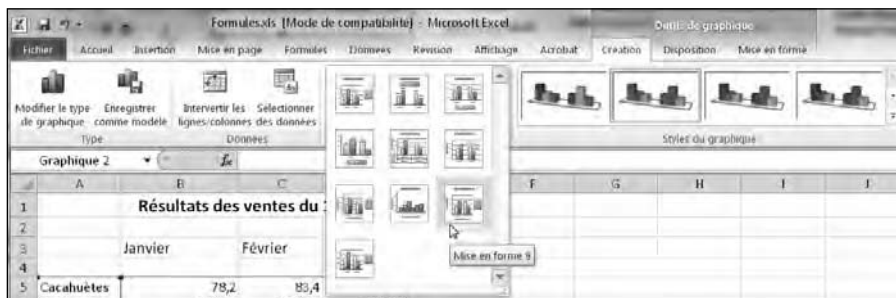 Formules.xls [Mode de compatibilité] - Microsoft Excel
Outils de graphique
Fichier Accueil Insertion Mise en page Formules Données Révision Affichage Acrobat Création Disposition Mise en forme
Modifier le type de graphique
Enregistrer comme modèle
Intervertir les lignes/colonnes
Sélectionner des données
Type
Données
Styles du graphique
Graphique 2
fx
A B C F G H I J
1 Résultats des ventes du
2
3 Janvier Février
Mise en forme 9
4
5 Cacahuètes 78,2 83,4